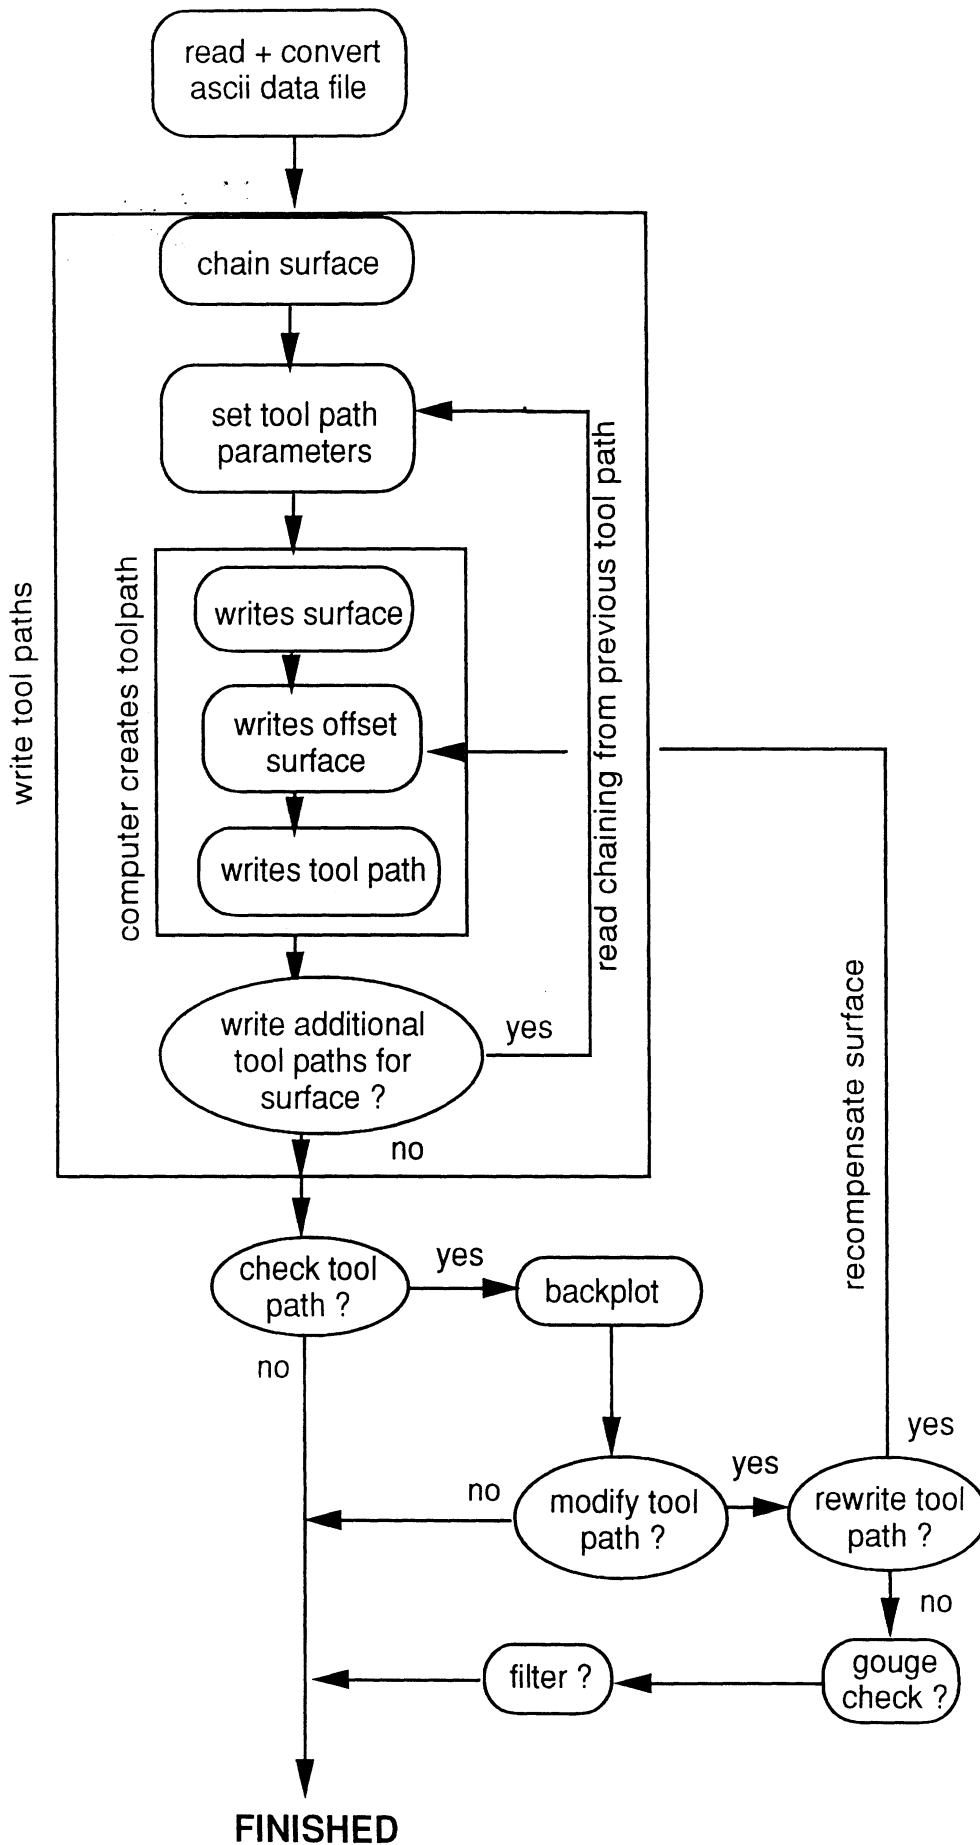 read + convert
ascii data file
chain surface
set tool path
parameters
read chaining from previous tool path
write tool paths
computer creates toolpath
writes surface
writes offset
surface
writes tool path
write additional
tool paths for
surface ?
yes
no
recompensate surface
check tool
path ?
yes
backplot
no
yes
modify tool
path ?
no
yes
rewrite tool
path ?
no
gouge
check ?
filter ?
FINISHED